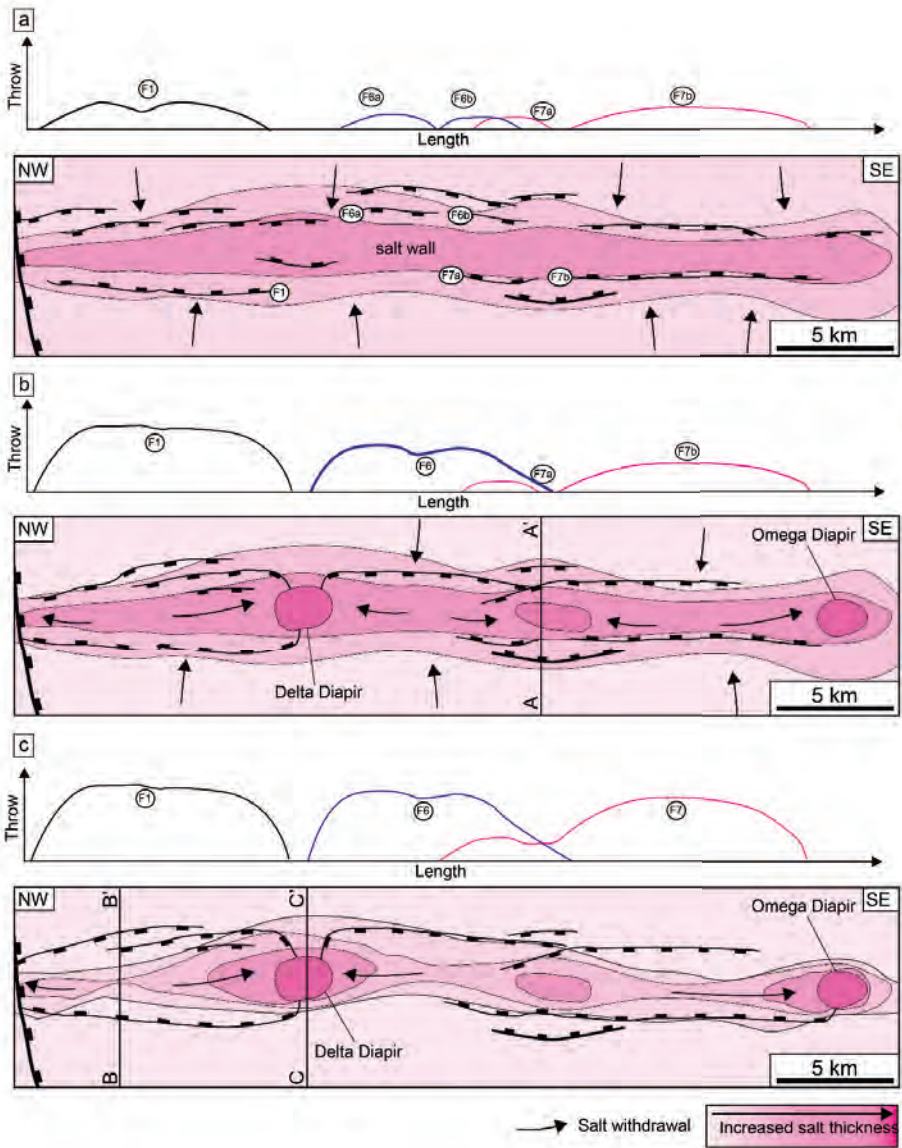 a
Throw
F1
F6a
F6b
F7a
F7b
Length
NW
SE
F6a
F6b
salt wall
F7a
F7b
F1
5 km
b
Throw
F1
F6
F7a
F7b
Length
NW
A'
Omega Diapir
SE
Delta Diapir
A
5 km
c
Throw
F1
F6
F7
Length
NW
B'
C'
Omega Diapir
SE
B
C
Delta Diapir
5 km
Salt withdrawal
Increased salt thickness